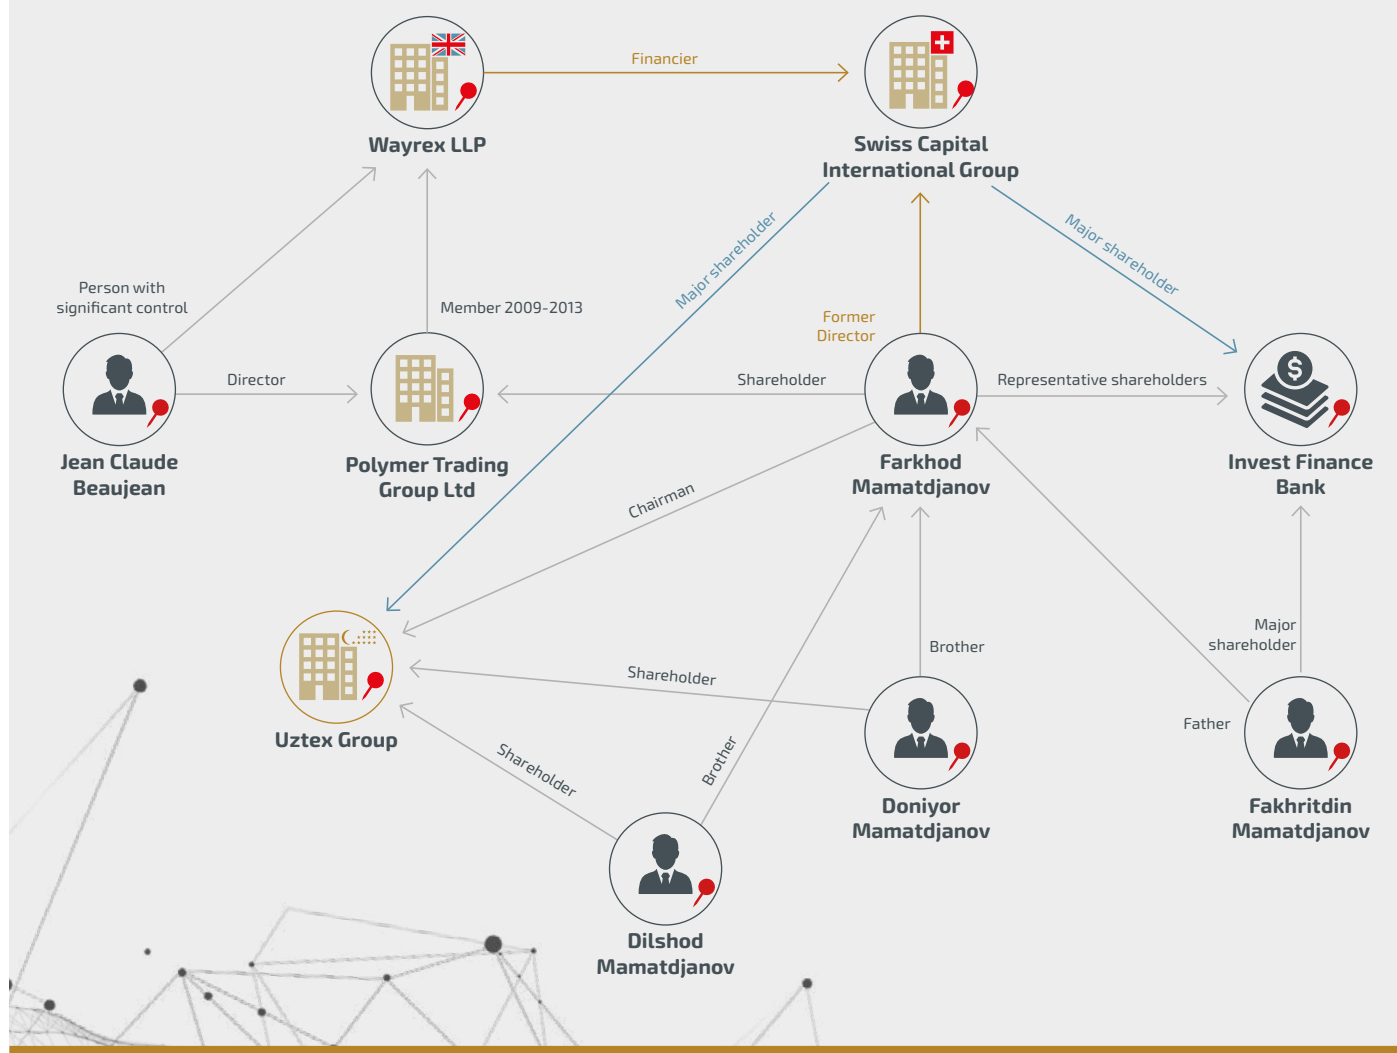 Financier
Wayrex LLP
Swiss Capital
International Group
Major shareholder
Major shareholder
Person with
significant control
Member 2009-2013
Former
Director
Director
Shareholder
Representative shareholders
$
Jean Claude
Beaujean
Polymer Trading
Group Ltd
Farkhod
Mamatdjanov
Invest Finance
Bank
Chairman
Major
shareholder
Brother
Shareholder
Father
Uztex Group
Shareholder
Brother
Doniyor
Mamatdjanov
Fakhritdin
Mamatdjanov
Dilshod
Mamatdjanov